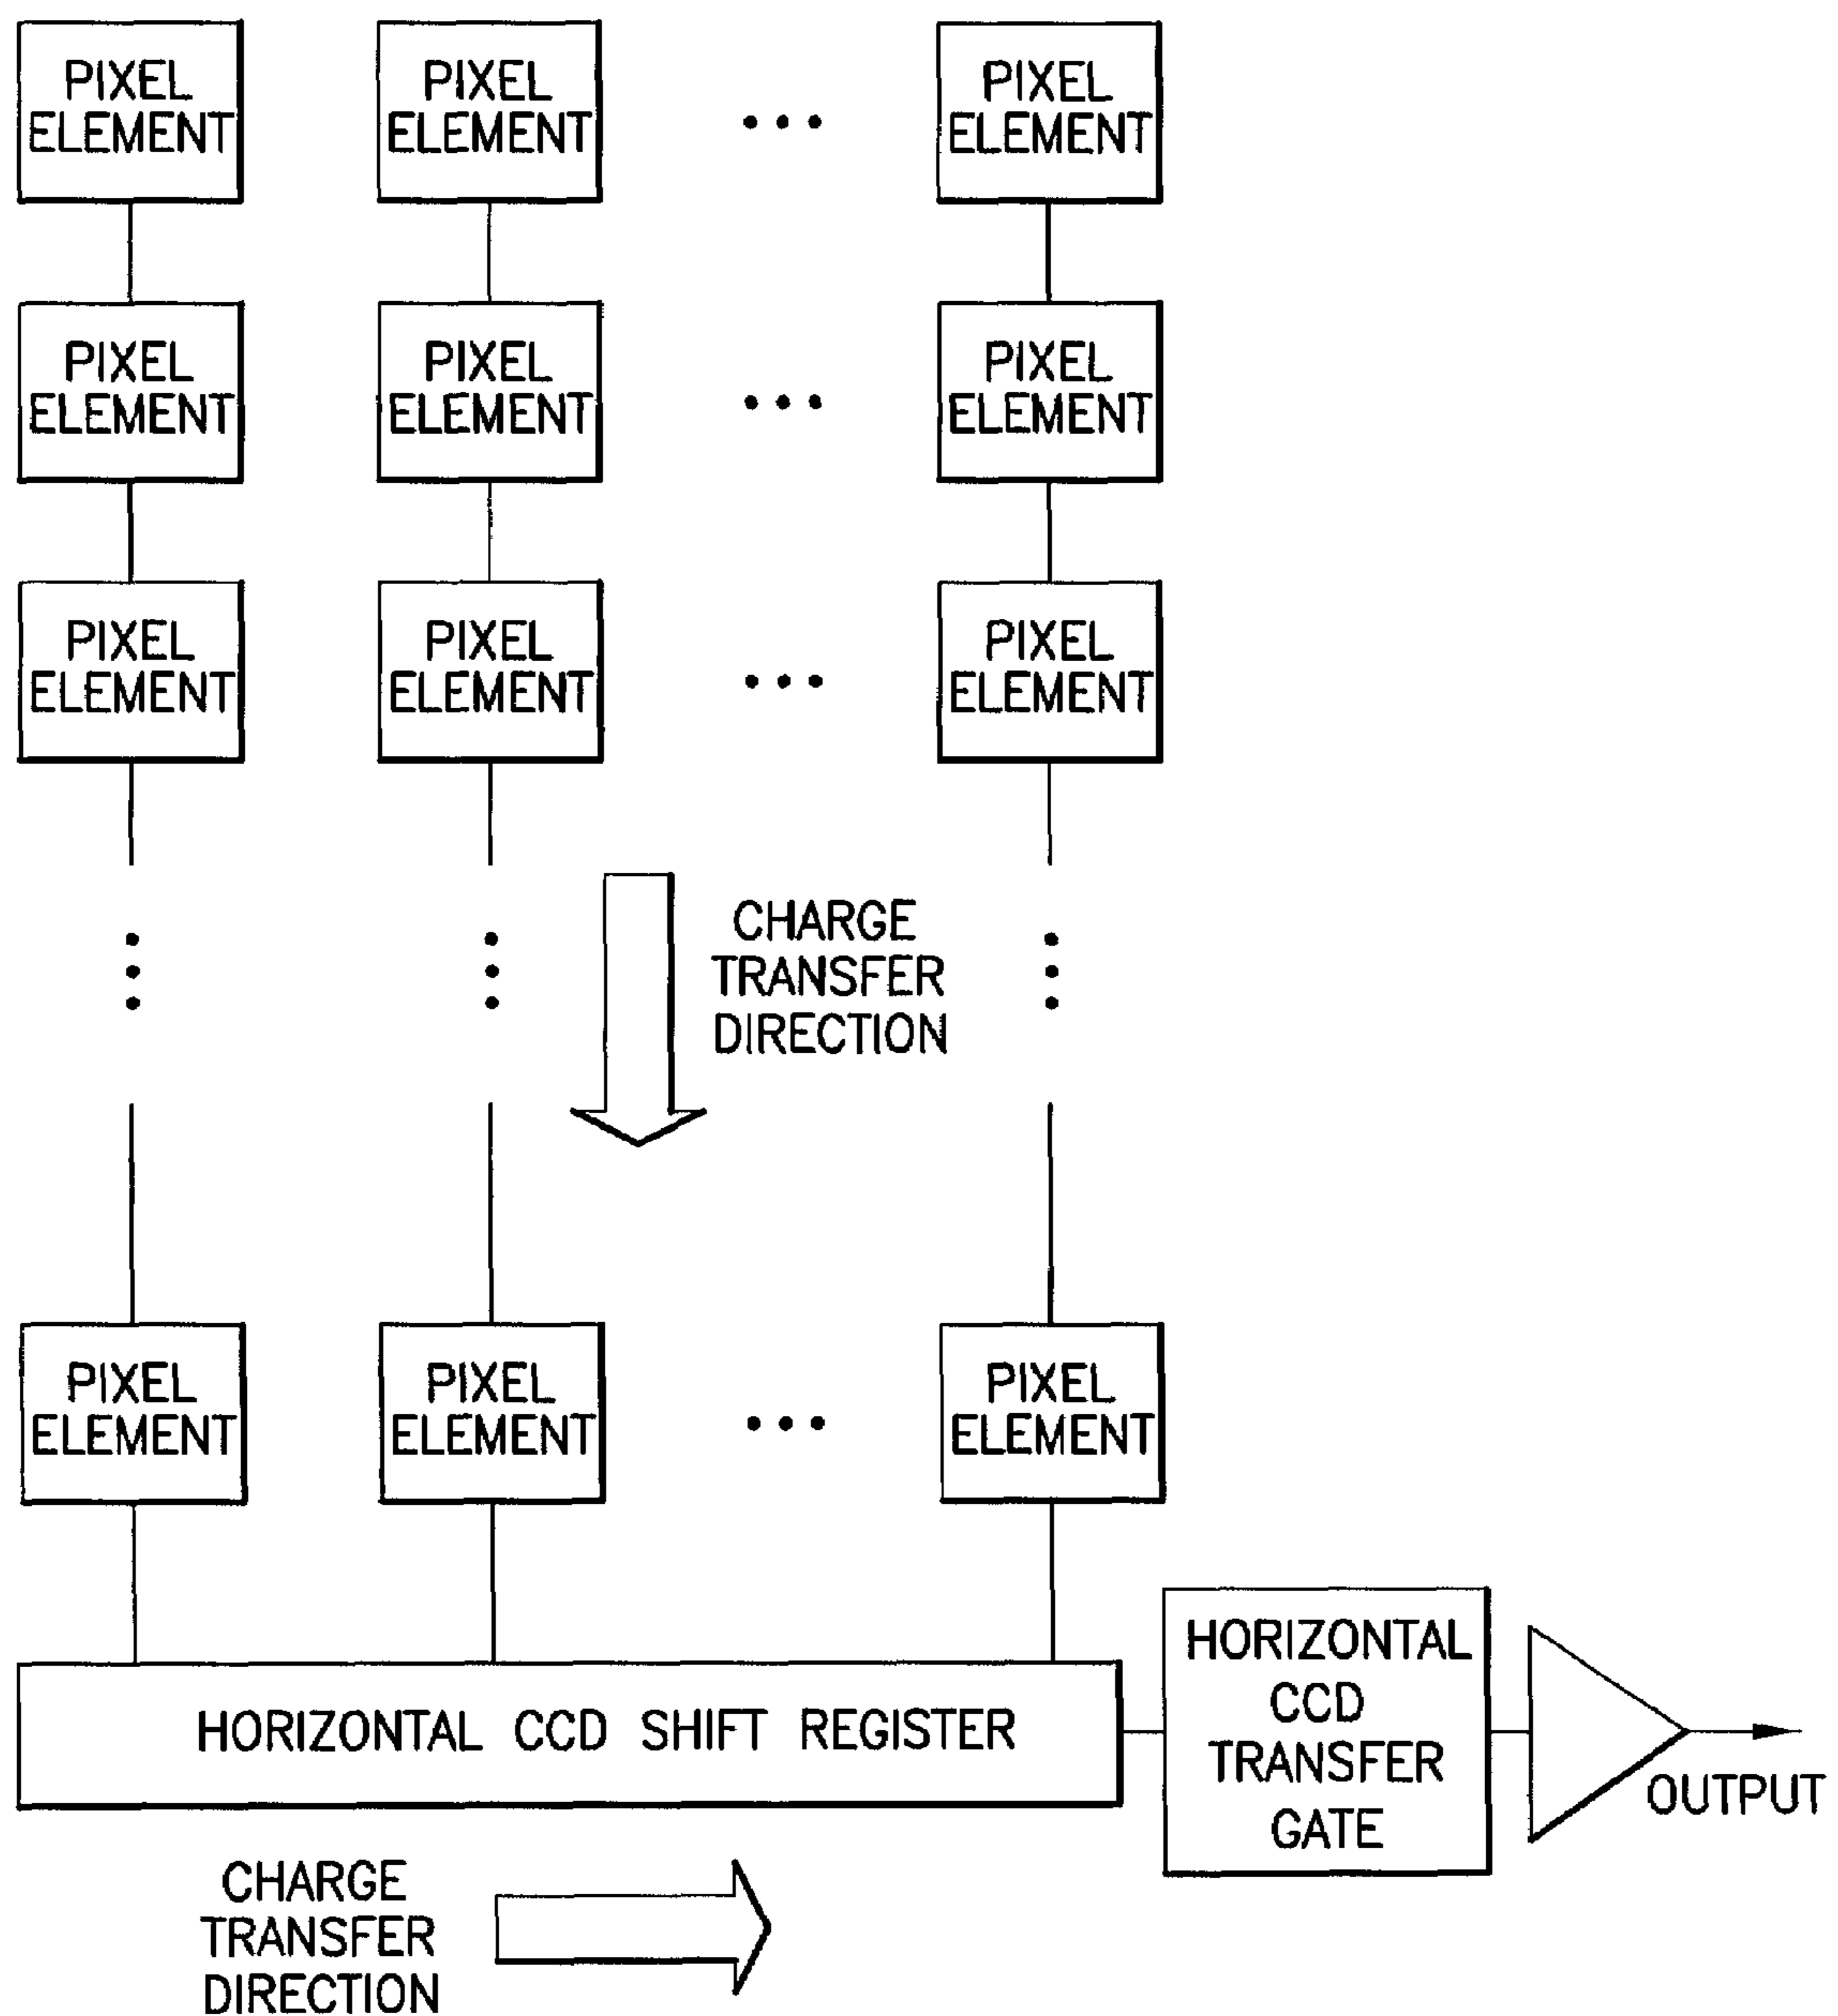 PIXEL
ELEMENT
PIXEL
ELEMENT
...
PIXEL
ELEMENT
PIXEL
ELEMENT
PIXEL
ELEMENT
...
PIXEL
ELEMENT
PIXEL
ELEMENT
PIXEL
ELEMENT
...
PIXEL
ELEMENT
CHARGE
TRANSFER
DIRECTION
PIXEL
ELEMENT
PIXEL
ELEMENT
...
PIXEL
ELEMENT
HORIZONTAL CCD SHIFT REGISTER
HORIZONTAL
CCD
TRANSFER
GATE
OUTPUT
CHARGE
TRANSFER
DIRECTION